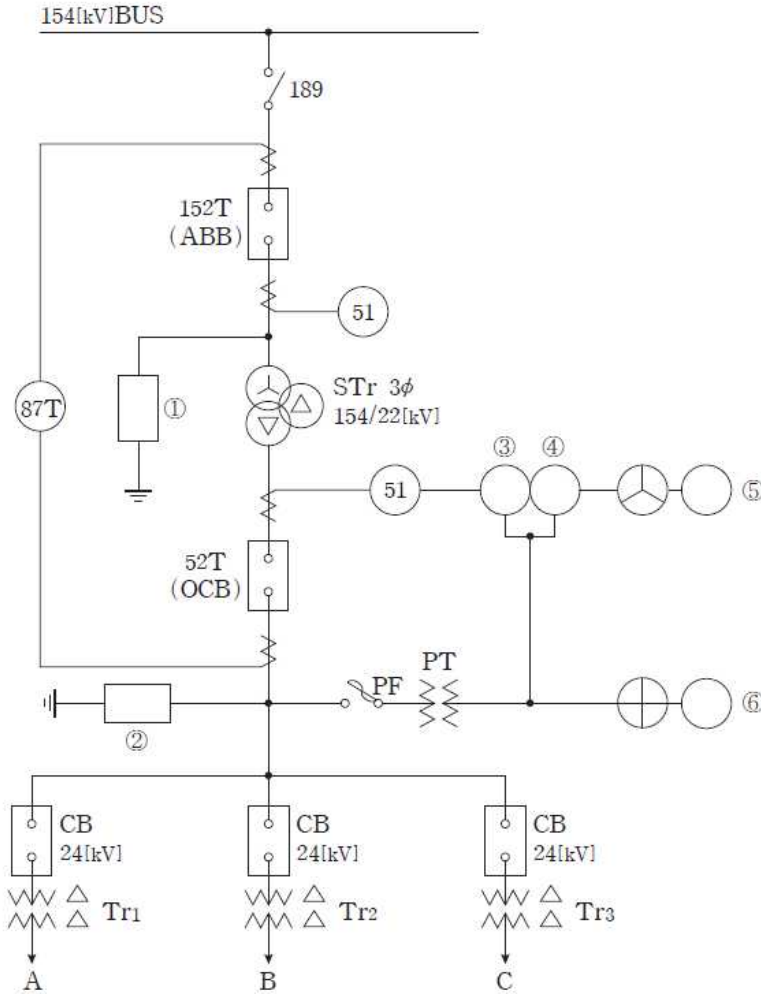 154[kV]BUS
189
152T
(ABB)
51
87T
①
STr 3ϕ
154/22[kV]
③
④
51
⑤
52T
(OCB)
PT
PF
②
⑥
CB
24[kV]
CB
24[kV]
CB
24[kV]
Tr1
Tr2
Tr3
A
B
C